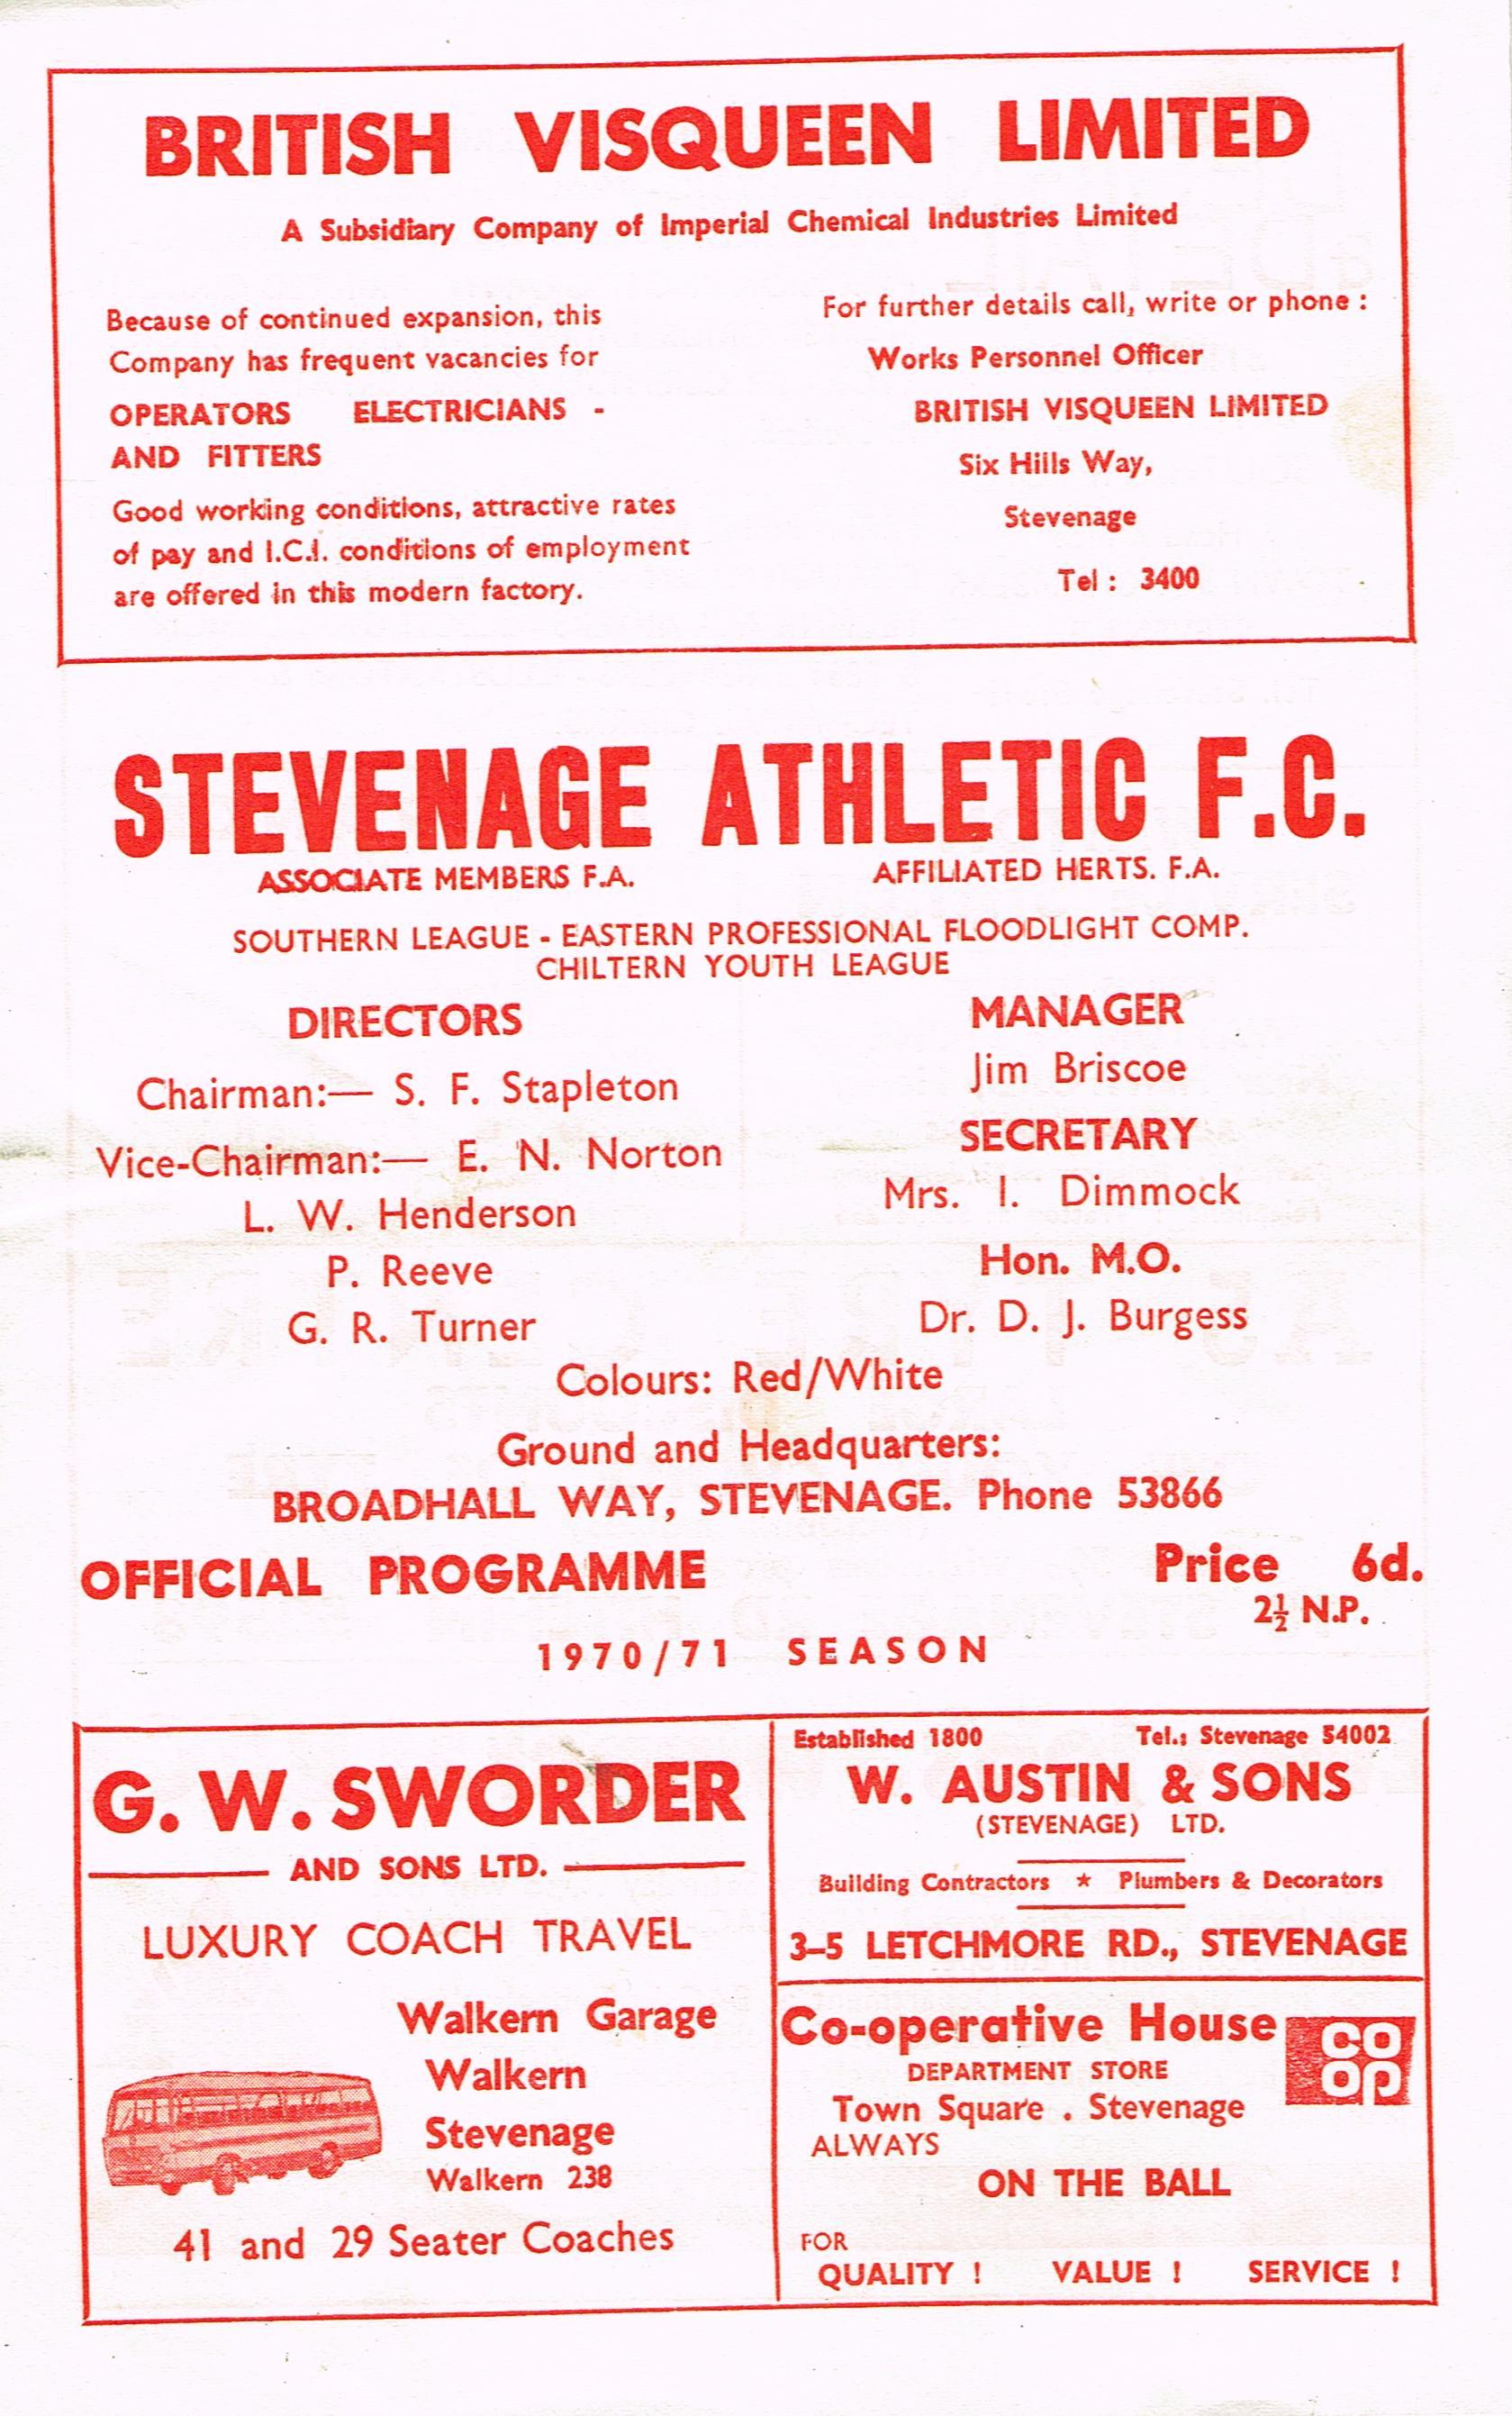 BRITISH VISQUEEN LIMITED
A Subsidiary Company of Imperial Chemical Industries Limited
Because of continued expansion, this
Company has frequent vacancies for
OPERATORS ELECTRICIANS -
AND FITTERS
Good working conditions, attractive rates
of pay and I.C.I. conditions of employment
are offered in this modern factory.
For further details call, write or phone :
Works Personnel Officer
BRITISH VISQUEEN LIMITED
Six Hills Way,
Stevenage
Tel : 3400
STEVENAGE ATHLETIC F.C.
ASSOCIATE MEMBERS F.A. AFFILIATED HERTS. F.A.
SOUTHERN LEAGUE - EASTERN PROFESSIONAL FLOODLIGHT COMP.
CHILTERN YOUTH LEAGUE
DIRECTORS
Chairman:— S. F. Stapleton
Vice-Chairman:— E. N. Norton
L. W. Henderson
P. Reeve
G. R. Turner
MANAGER
Jim Briscoe
SECRETARY
Mrs. I. Dimmock
Hon. M.O.
Dr. D. J. Burgess
Colours: Red/White
Ground and Headquarters:
BROADHALL WAY, STEVENAGE. Phone 53866
OFFICIAL PROGRAMME Price 6d.
2½ N.P.
1970/71 SEASON
G. W. SWORDER
AND SONS LTD.
LUXURY COACH TRAVEL
Walkern Garage
Walkern
Stevenage
Walkern 238
41 and 29 Seater Coaches
Established 1800 Tel.: Stevenage 54002
W. AUSTIN & SONS
(STEVENAGE) LTD.
Building Contractors ★ Plumbers & Decorators
3-5 LETCHMORE RD., STEVENAGE
Co-operative House
CO
OP
DEPARTMENT STORE
Town Square . Stevenage
ALWAYS
ON THE BALL
FOR
QUALITY ! VALUE ! SERVICE !